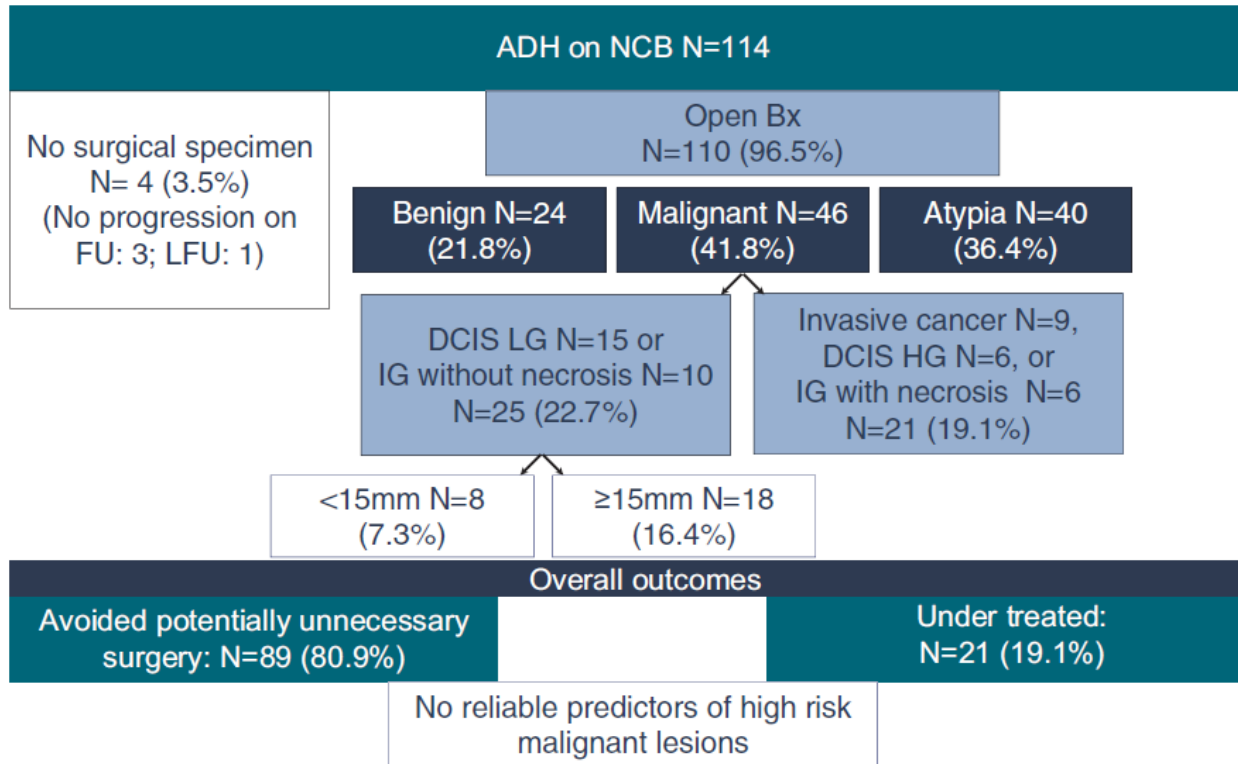 ADH on NCB N=114
No surgical specimen
N= 4 (3.5%)
(No progression on
FU: 3; LFU: 1)
Open Bx
N=110 (96.5%)
Benign N=24
(21.8%)
Malignant N=46
(41.8%)
Atypia N=40
(36.4%)
DCIS LG N=15 or
IG without necrosis N=10
N=25 (22.7%)
Invasive cancer N=9,
DCIS HG N=6, or
IG with necrosis N=6
N=21 (19.1%)
<15mm N=8
(7.3%)
≥15mm N=18
(16.4%)
Overall outcomes
Avoided potentially unnecessary
surgery: N=89 (80.9%)
Under treated:
N=21 (19.1%)
No reliable predictors of high risk
malignant lesions